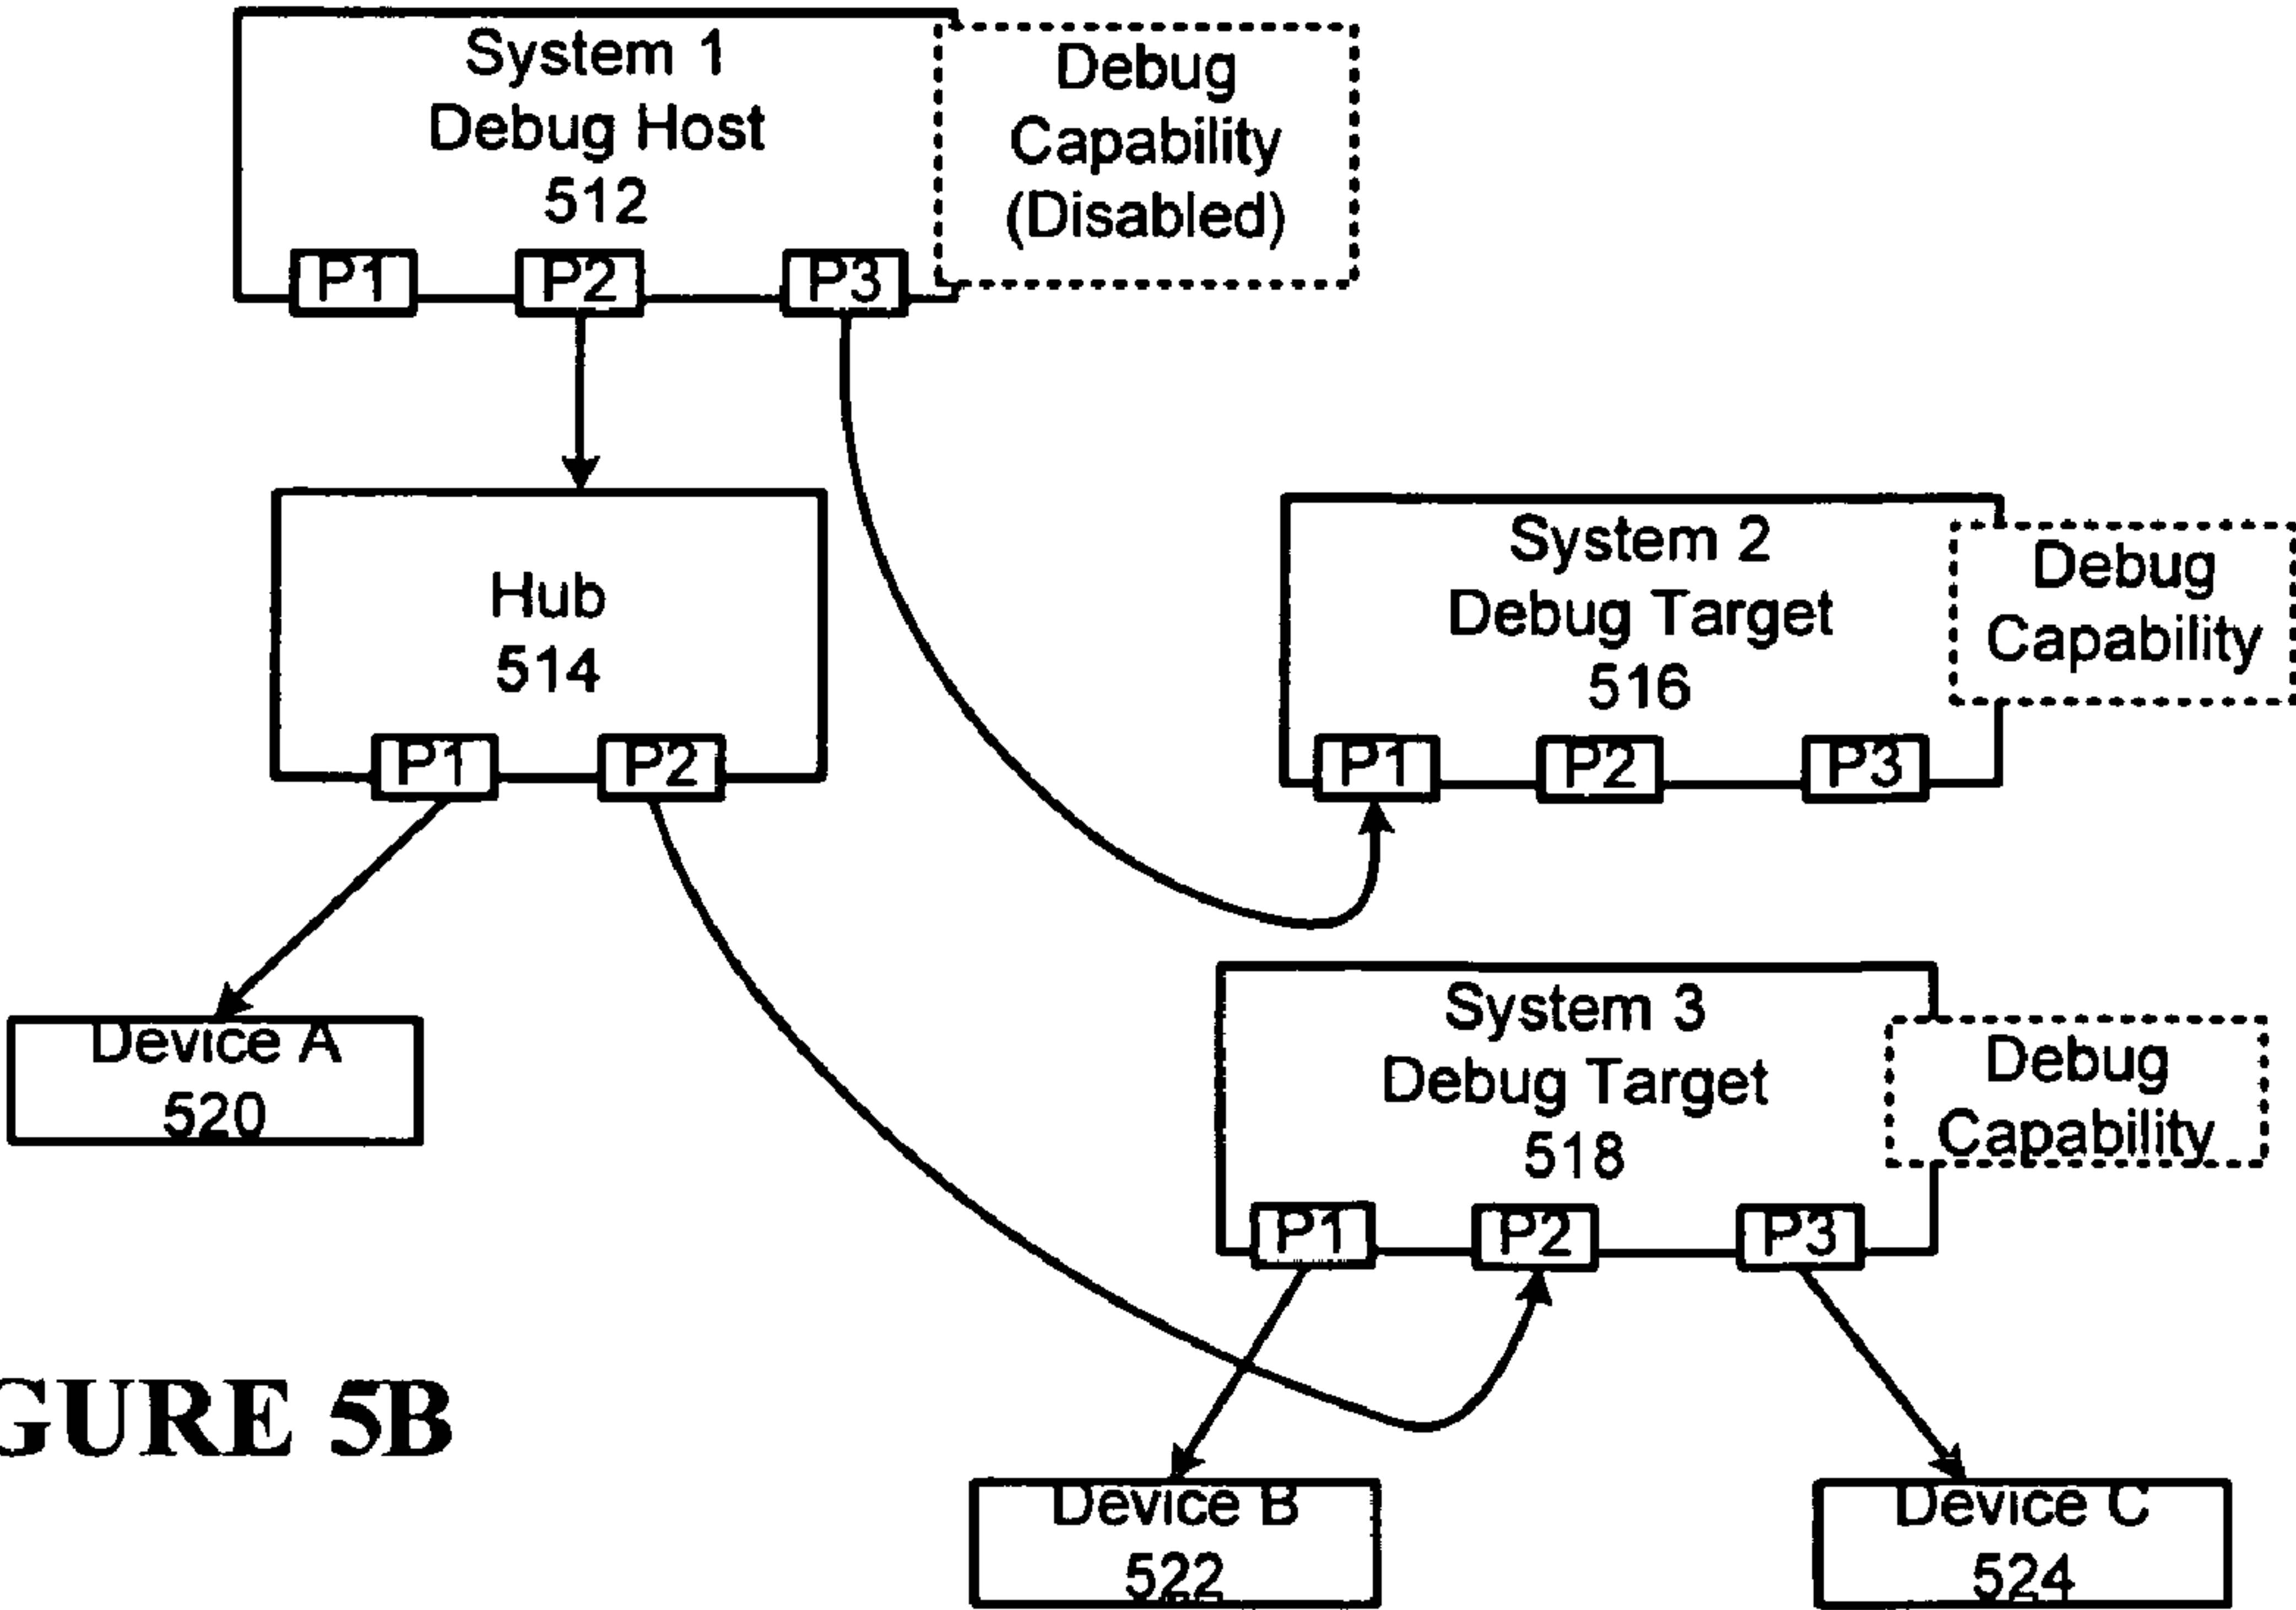 System 1
Debug Host
512
Debug
Capability
(Disabled)
P1
P2
P3
Hub
514
P1
P2
System 2
Debug Target
516
Debug
Capability
P1
P2
P3
Device A
520
System 3
Debug Target
518
Debug
Capability
P1
P2
P3
GURE 5B
Device B
522
Device C
524